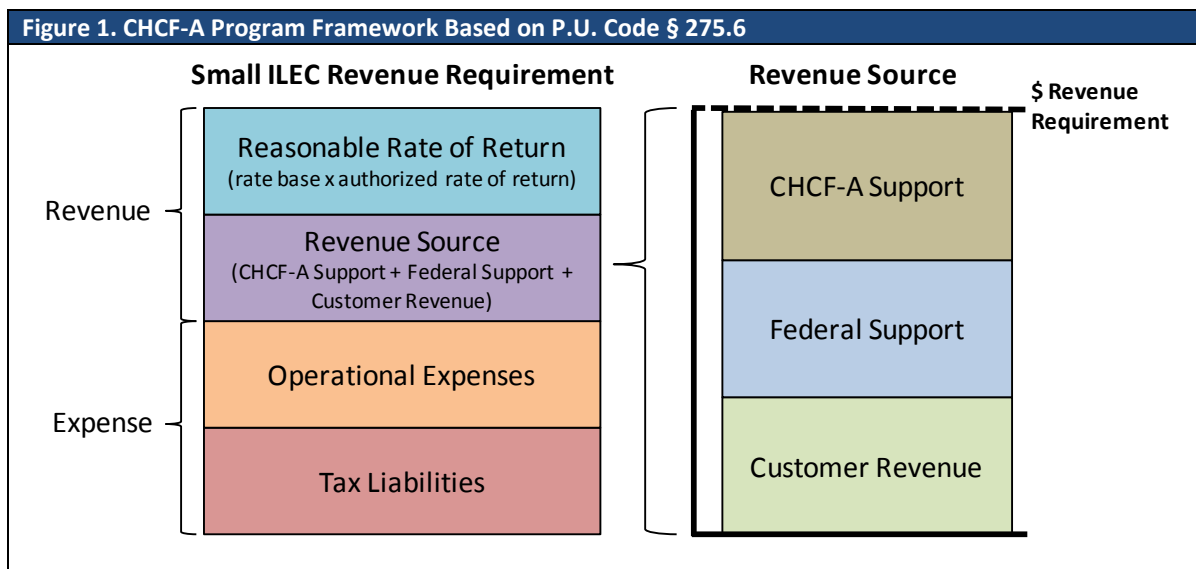 Figure 1. CHCF-A Program Framework Based on P.U. Code § 275.6
Small ILEC Revenue Requirement
Revenue Source
$ Revenue
Requirement
Revenue
Expense
Reasonable Rate of Return
(rate base x authorized rate of return)
Revenue Source
(CHCF-A Support + Federal Support +
Customer Revenue)
Operational Expenses
Tax Liabilities
CHCF-A Support
Federal Support
Customer Revenue